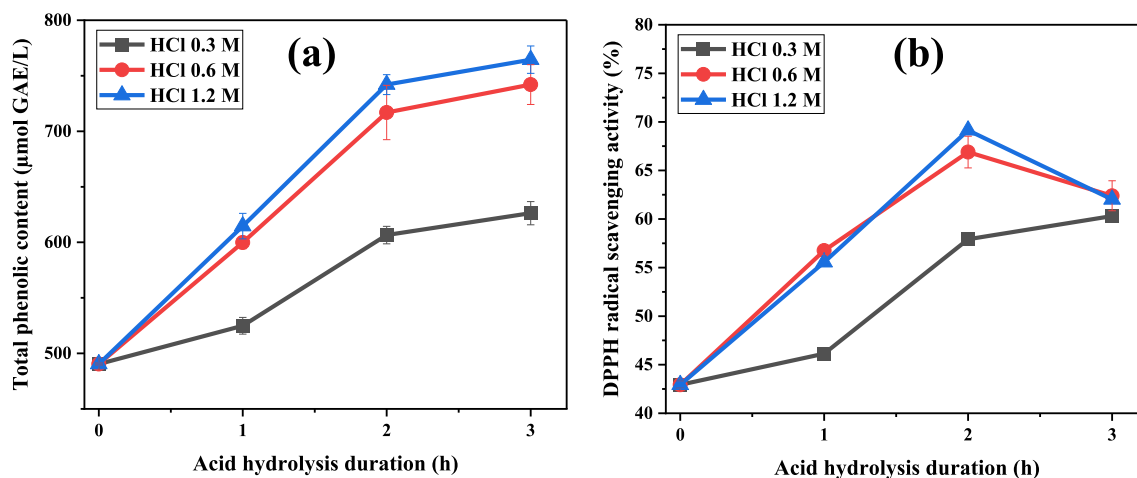 (a)
HCl 0.3 M
HCl 0.6 M
HCl 1.2 M
Total phenolic content (µmol GAE/L)
800
700
600
500
0 1 2 3
Acid hydrolysis duration (h)
(b)
HCl 0.3 M
HCl 0.6 M
HCl 1.2 M
DPPH radical scavenging activity (%)
80
75
70
65
60
55
50
45
40
0 1 2 3
Acid hydrolysis duration (h)